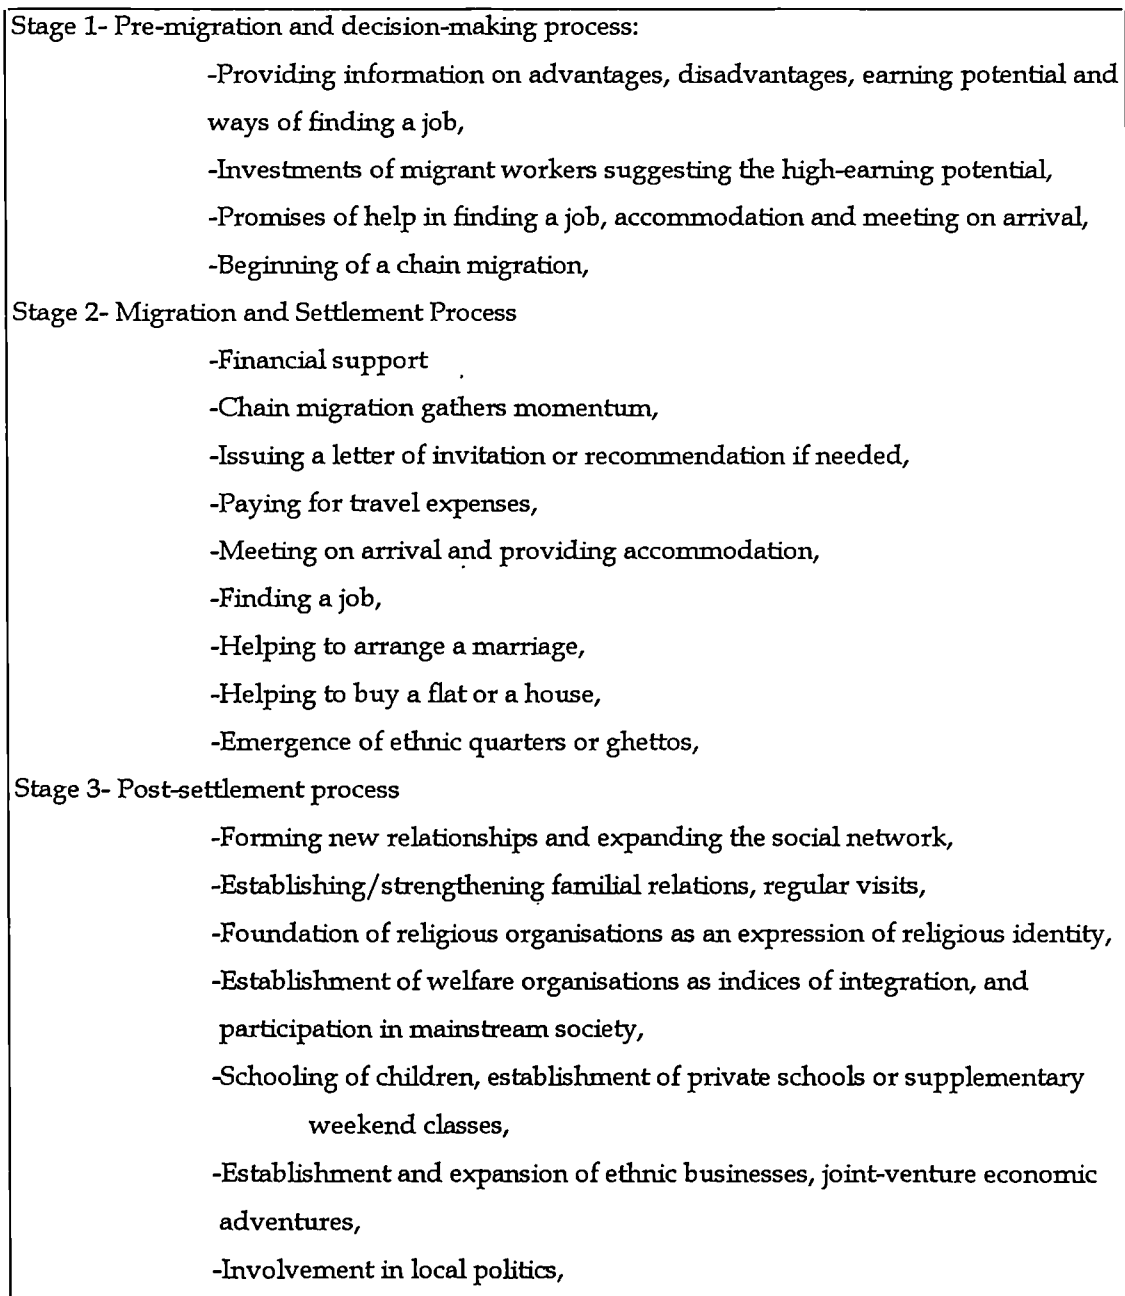 Stage 1- Pre-migration and decision-making process:
-Providing information on advantages, disadvantages, earning potential and
ways of finding a job,
-Investments of migrant workers suggesting the high-earning potential,
-Promises of help in finding a job, accommodation and meeting on arrival,
-Beginning of a chain migration,
Stage 2- Migration and Settlement Process
-Financial support
-Chain migration gathers momentum,
-Issuing a letter of invitation or recommendation if needed,
-Paying for travel expenses,
-Meeting on arrival and providing accommodation,
-Finding a job,
-Helping to arrange a marriage,
-Helping to buy a flat or a house,
-Emergence of ethnic quarters or ghettos,
Stage 3- Post-settlement process
-Forming new relationships and expanding the social network,
-Establishing/strengthening familial relations, regular visits,
-Foundation of religious organisations as an expression of religious identity,
-Establishment of welfare organisations as indices of integration, and
participation in mainstream society,
-Schooling of children, establishment of private schools or supplementary
weekend classes,
-Establishment and expansion of ethnic businesses, joint-venture economic
adventures,
-Involvement in local politics,